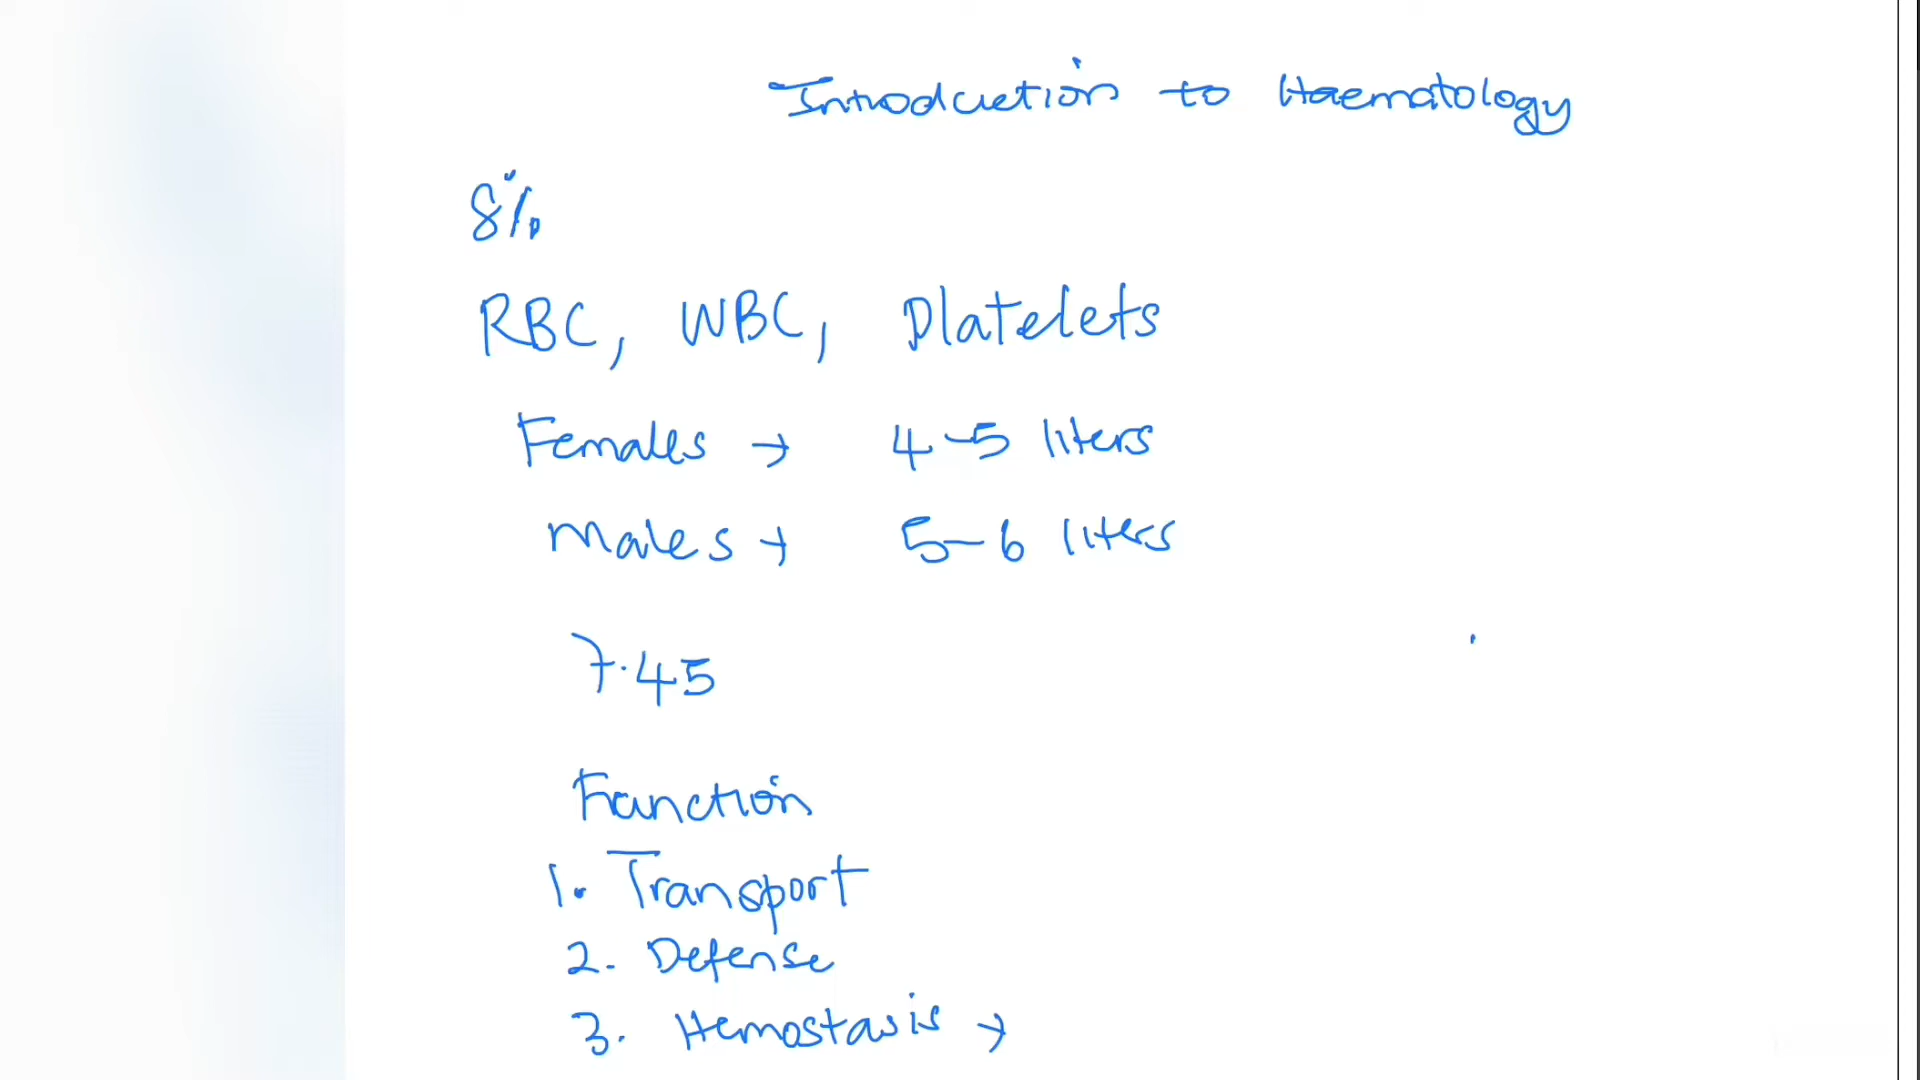 Introduction to Haematology
8%
RBC, WBC, Platelets
Females → 4-5 liters
Males → 5-6 liters
7.45
Function
1. Transport
2. Defense
3. Hemostasis →